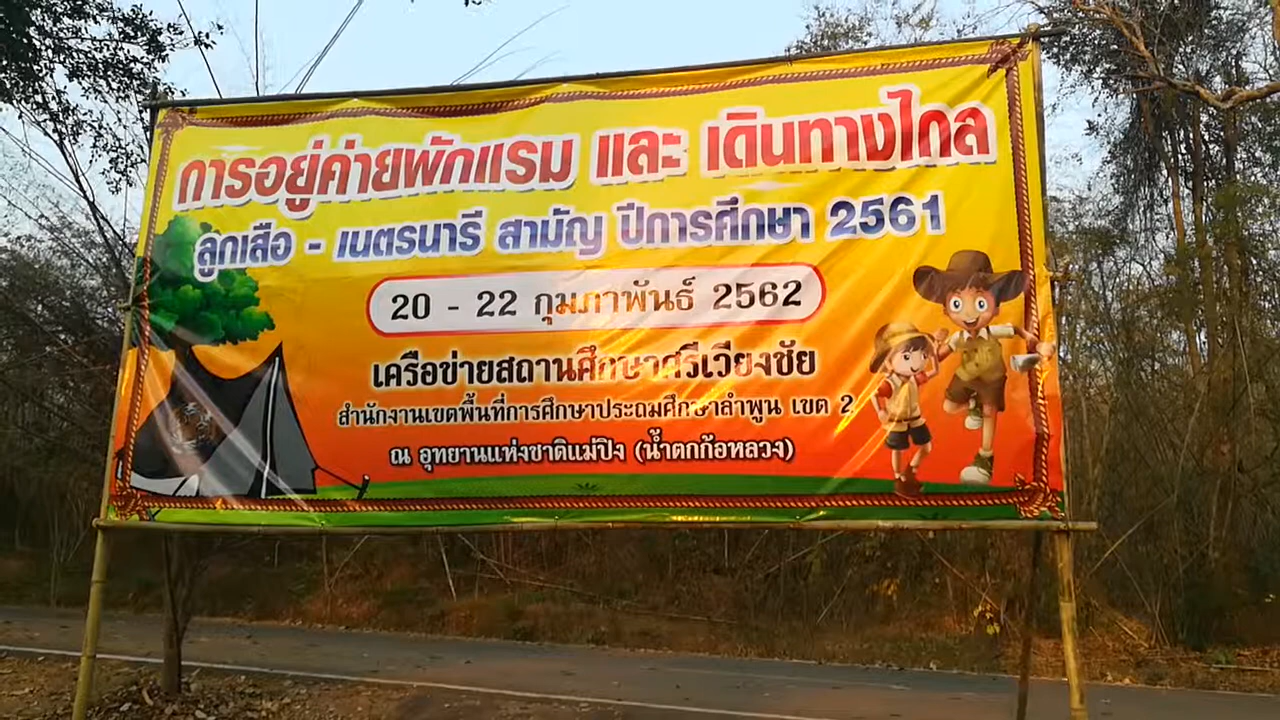 การอยู่ค่ายพักแรม และ เดินทางไกล
ลูกเสือ - เนตรนารี สามัญ ปีการศึกษา 2561
20 - 22 กุมภาพันธ์ 2562
เครือข่ายสถานศึกษาศรีเวียงชัย
สำนักงานเขตพื้นที่การศึกษาประถมศึกษาลำพูน เขต 2
ณ อุทยานแห่งชาติแม่ปิง (น้ำตกก้อหลวง)